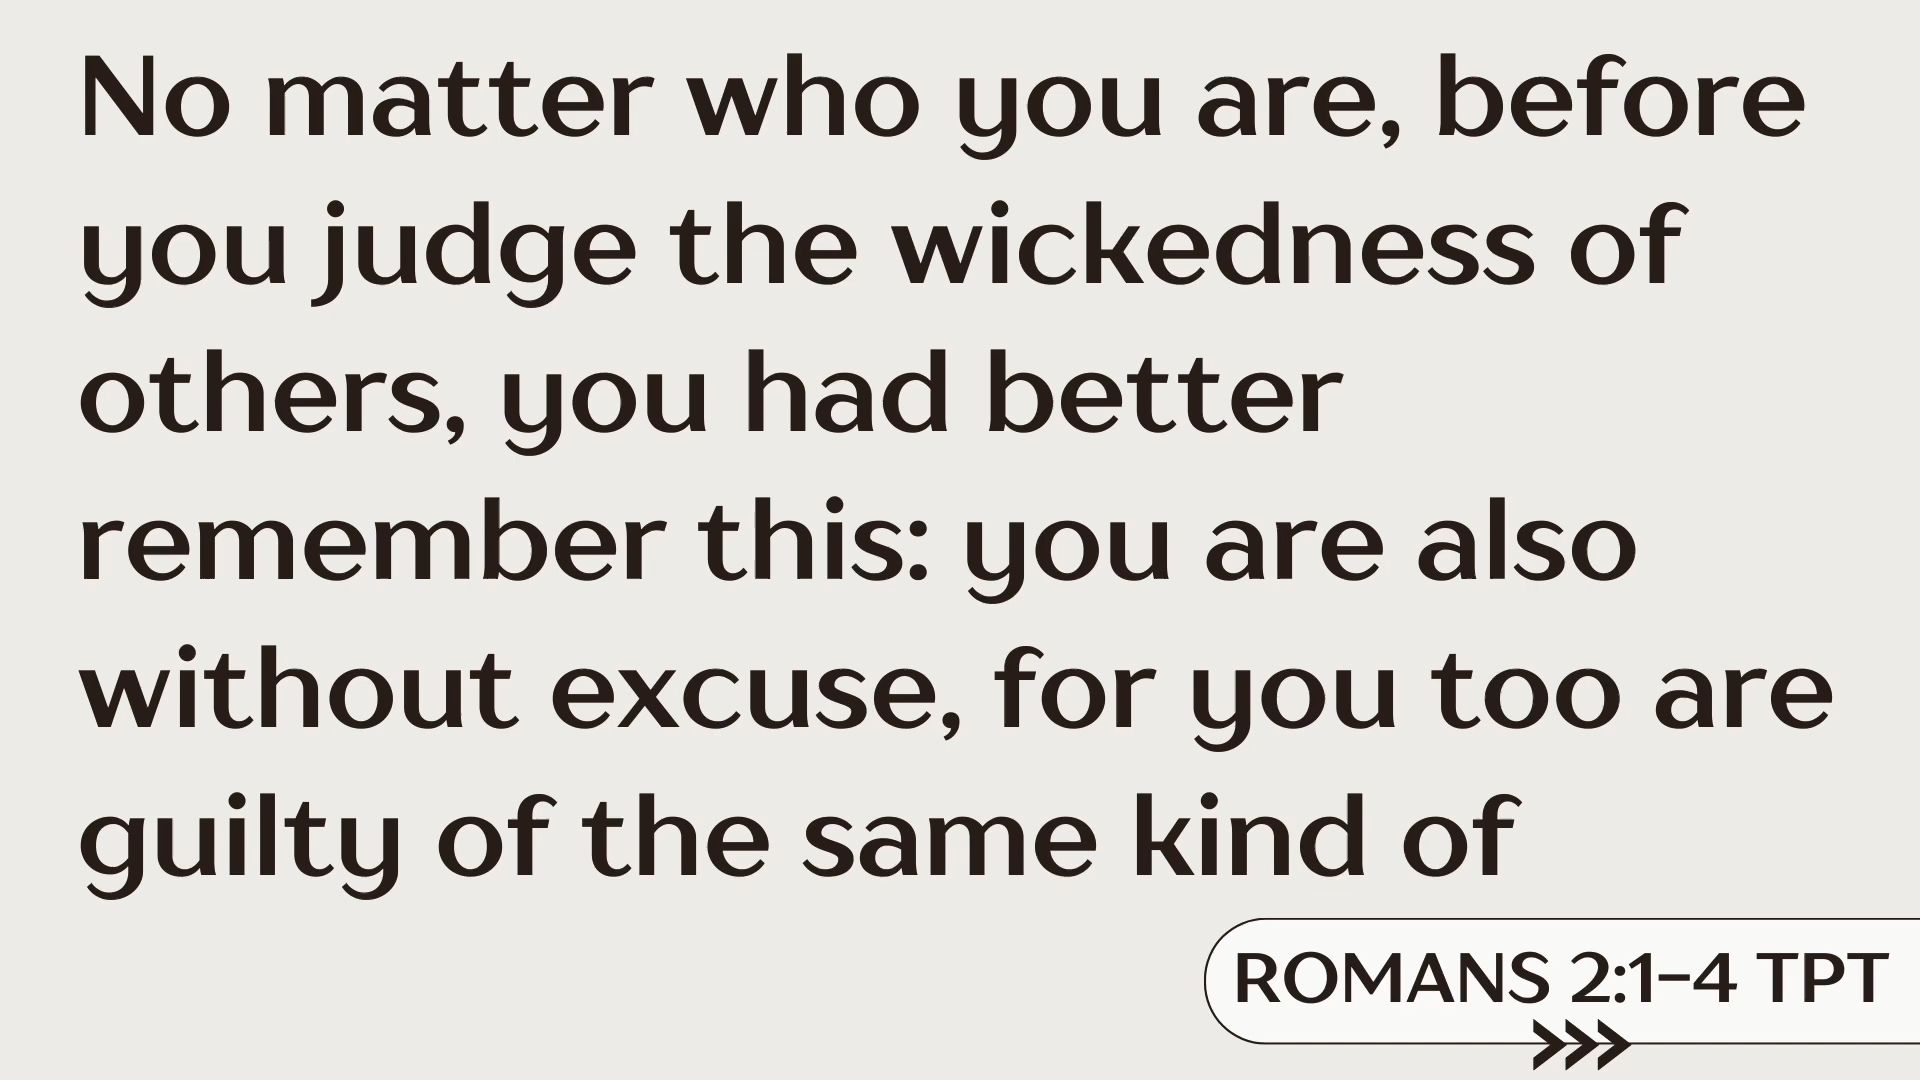 No matter who you are, before
you judge the wickedness of
others, you had better
remember this: you are also
without excuse, for you too are
guilty of the same kind of
ROMANS 2:1–4 TPT